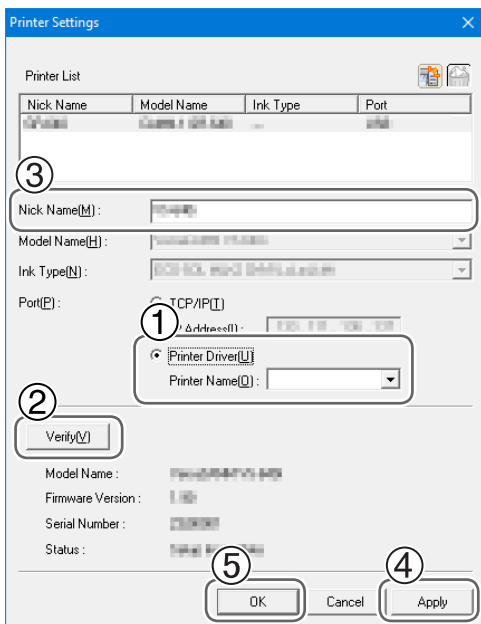 Printer Settings
Printer List
Nick Name Model Name Ink Type Port
...
3
Nick Name(M) :
Model Name(H) :
Ink Type(N) :
Port(P) : TCP/IP(I)
1
Address(I) :
Printer Driver(U)
Printer Name(O) :
2
Verify(V)
Model Name :
Firmware Version :
Serial Number :
Status :
5
4
OK Cancel Apply